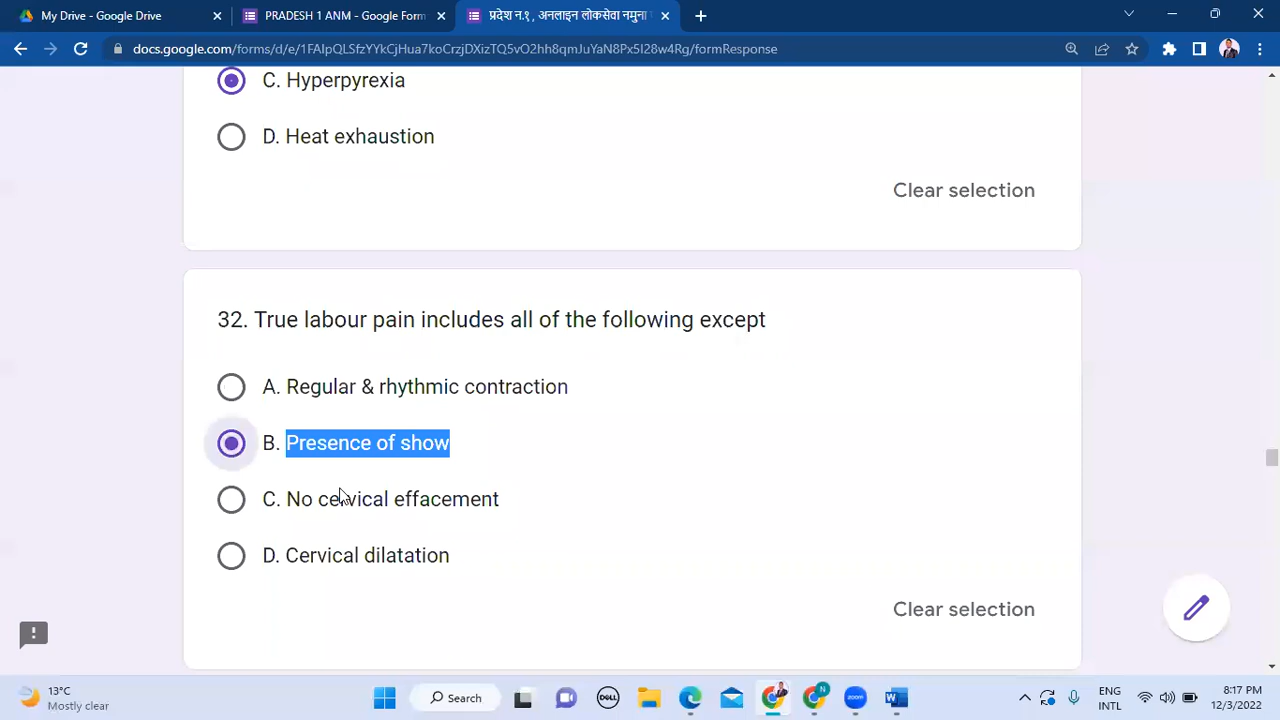 My Drive - Google Drive
PRADESH 1 ANM - Google Form
प्रदेश न.१, अनलाइन लोकसेवा नमुना
docs.google.com/forms/d/e/1FAIpQLSfzYYkCjHua7koCrzjDXizTQ5vO2hh8qmJuYaN8Px5I28w4Rg/formResponse
C. Hyperpyrexia
D. Heat exhaustion
Clear selection
32. True labour pain includes all of the following except
A. Regular & rhythmic contraction
B. Presence of show
C. No cervical effacement
D. Cervical dilatation
Clear selection
13°C
Mostly clear
Search
DELL
zoom
N
W
ENG
INTL
8:17 PM
12/3/2022